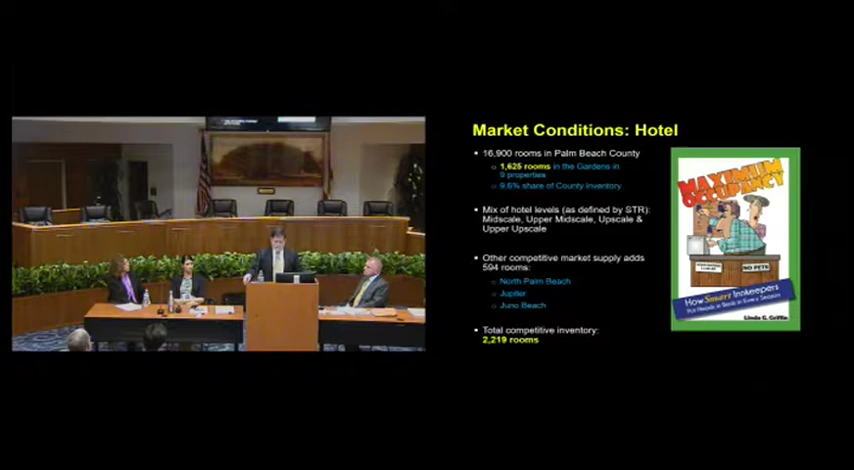 Market Conditions: Hotel
16,900 rooms in Palm Beach County
1,625 rooms in the Gardens in
9 properties
9.6% share of County inventory
Mix of hotel levels (as defined by STR):
Midscale, Upper Midscale, Upscale &
Upper Upscale
Other competitive market supply adds
594 rooms:
North Palm Beach
Jupiter
Juno Beach
Total competitive inventory:
2,219 rooms
MAXIMUM
OCCUPANCY
NO PETS
How Smart Innkeepers
Put Heads in Beds in Every Season
Linda G. Griffin